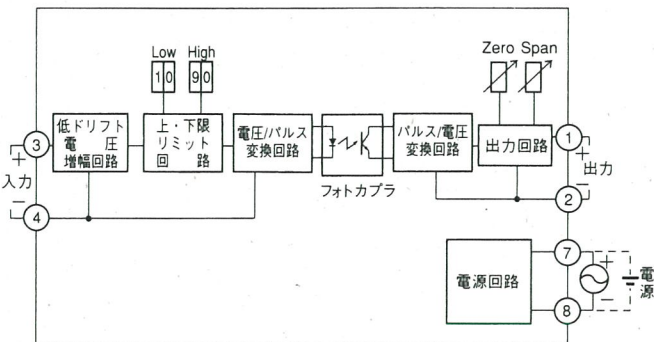 Low High
10 90
Zero Span
低ドリフト
電圧
増幅回路
上・下限
リミット
回路
電圧/パルス
変換回路
フォトカプラ
パルス/電圧
変換回路
出力回路
3
+
入力
−
4
1
+
出力
−
2
電源回路
7
+
−
8
電源